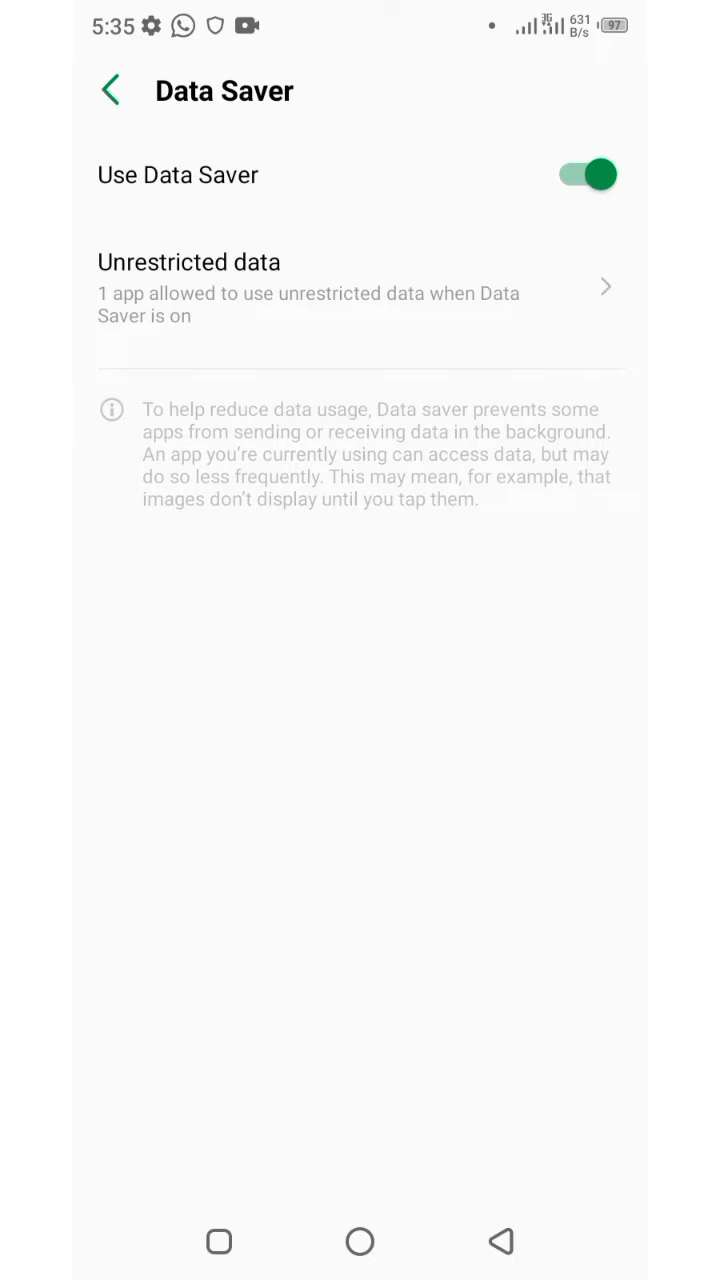 5:35 631 B/s 97
Data Saver
Use Data Saver
Unrestricted data
1 app allowed to use unrestricted data when Data
Saver is on
To help reduce data usage, Data saver prevents some
apps from sending or receiving data in the background.
An app you’re currently using can access data, but may
do so less frequently. This may mean, for example, that
images don’t display until you tap them.